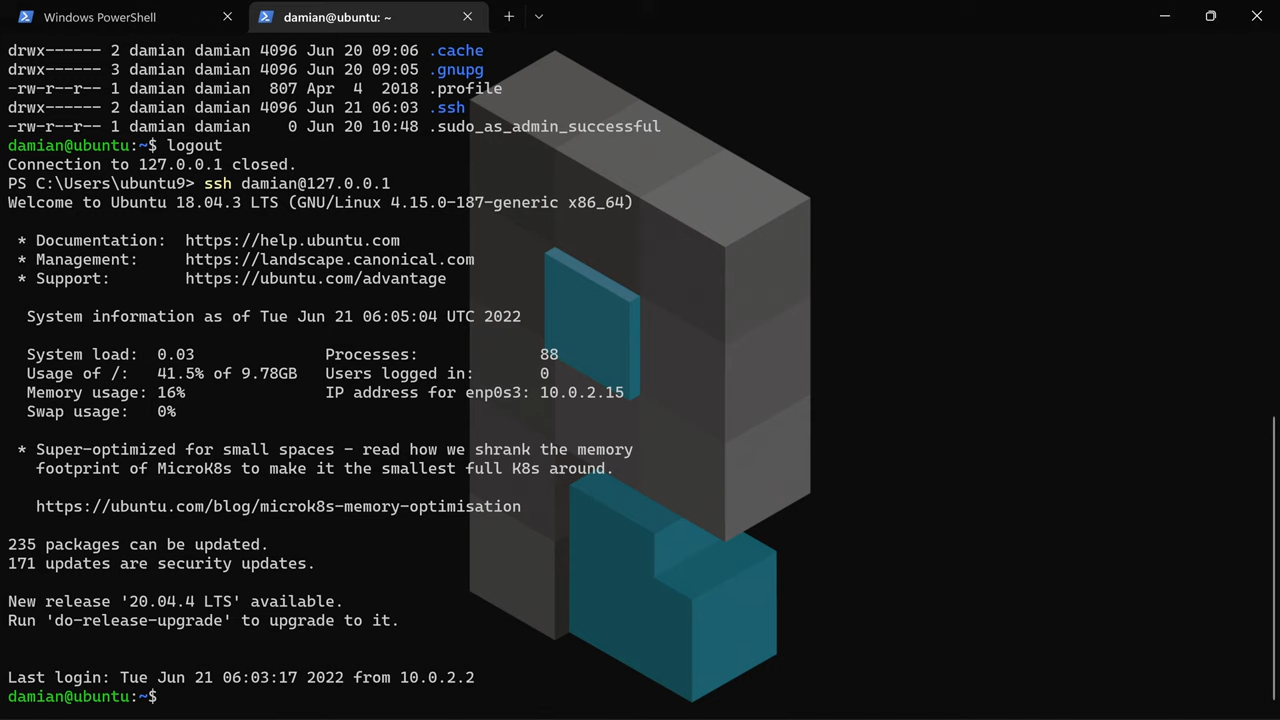 Windows PowerShell
damian@ubuntu: ~
drwx------ 2 damian damian 4096 Jun 20 09:06 .cache
drwx------ 3 damian damian 4096 Jun 20 09:05 .gnupg
-rw-r--r-- 1 damian damian  807 Apr  4  2018 .profile
drwx------ 2 damian damian 4096 Jun 21 06:03 .ssh
-rw-r--r-- 1 damian damian    0 Jun 20 10:48 .sudo_as_admin_successful
damian@ubuntu:~$ logout
Connection to 127.0.0.1 closed.
PS C:\Users\ubuntu9> ssh damian@127.0.0.1
Welcome to Ubuntu 18.04.3 LTS (GNU/Linux 4.15.0-187-generic x86_64)
* Documentation:  https://help.ubuntu.com
* Management:     https://landscape.canonical.com
* Support:        https://ubuntu.com/advantage
System information as of Tue Jun 21 06:05:04 UTC 2022
System load:  0.03              Processes:             88
Usage of /:   41.5% of 9.78GB   Users logged in:       0
Memory usage: 16%               IP address for enp0s3: 10.0.2.15
Swap usage:   0%
* Super-optimized for small spaces - read how we shrank the memory
footprint of MicroK8s to make it the smallest full K8s around.
https://ubuntu.com/blog/microk8s-memory-optimisation
235 packages can be updated.
171 updates are security updates.
New release '20.04.4 LTS' available.
Run 'do-release-upgrade' to upgrade to it.
Last login: Tue Jun 21 06:03:17 2022 from 10.0.2.2
damian@ubuntu:~$